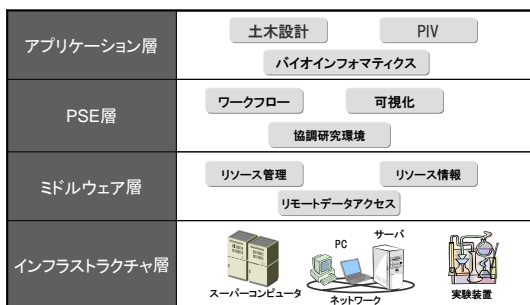 アプリケーション層
土木設計
PIV
バイオインフォマティクス
PSE層
ワークフロー
可視化
協調研究環境
ミドルウェア層
リソース管理
リソース情報
リモートデータアクセス
インフラストラクチャ層
スーパーコンピュータ
PC
サーバ
ネットワーク
実験装置